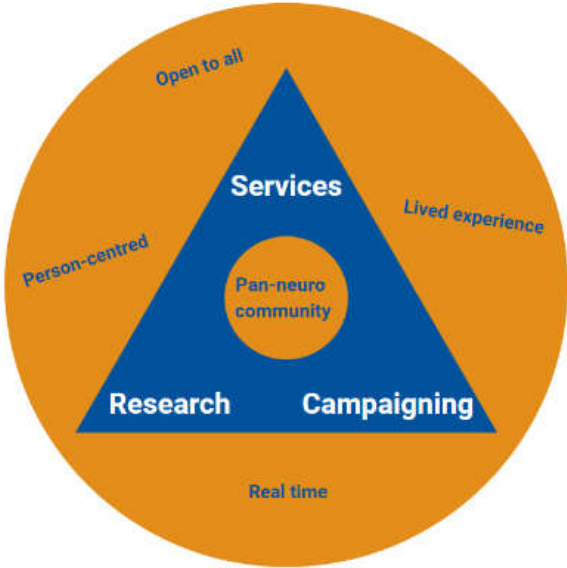 Open to all
Services
Lived experience
Person-centred
Pan-neuro
community
Research
Campaigning
Real time